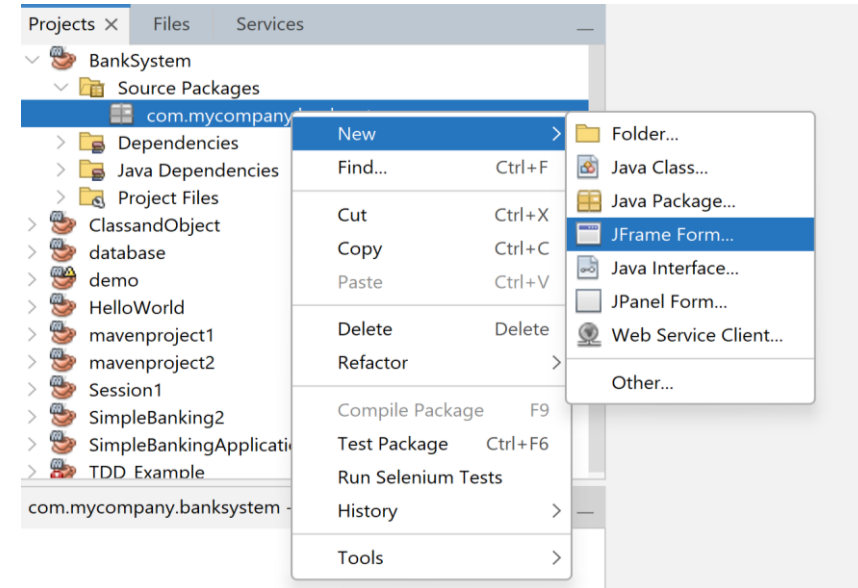 Projects Files Services
BankSystem
Source Packages
com.mycompany
Dependencies
Java Dependencies
Project Files
ClassandObject
database
demo
HelloWorld
mavenproject1
mavenproject2
Session1
SimpleBanking2
SimpleBankingApplicati
TDD_Example
com.mycompany.banksystem -
New
Find... Ctrl+F
Cut Ctrl+X
Copy Ctrl+C
Paste Ctrl+V
Delete Delete
Refactor
Compile Package F9
Test Package Ctrl+F6
Run Selenium Tests
History
Tools
Folder...
Java Class...
Java Package...
JFrame Form...
Java Interface...
JPanel Form...
Web Service Client...
Other...